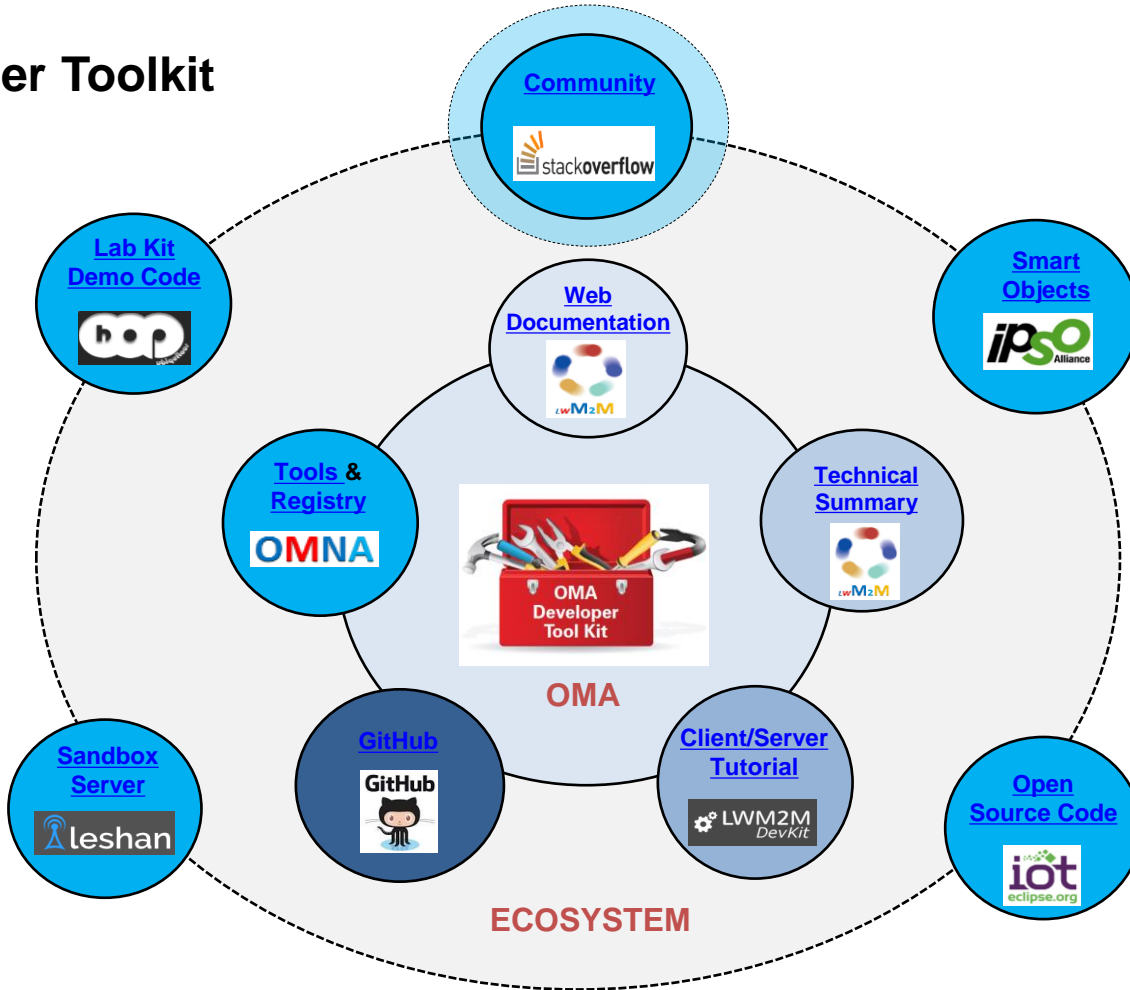 er Toolkit
Community
stackoverflow
Lab Kit
Demo Code
hop
Smart
Objects
ipso
Alliance
Web
Documentation
LwM2M
Tools &
Registry
OMNA
Technical
Summary
LwM2M
OMA
Developer
Tool Kit
OMA
GitHub
GitHub
Client/Server
Tutorial
LWM2M
DevKit
Sandbox
Server
leshan
Open
Source Code
iot
eclipse.org
ECOSYSTEM